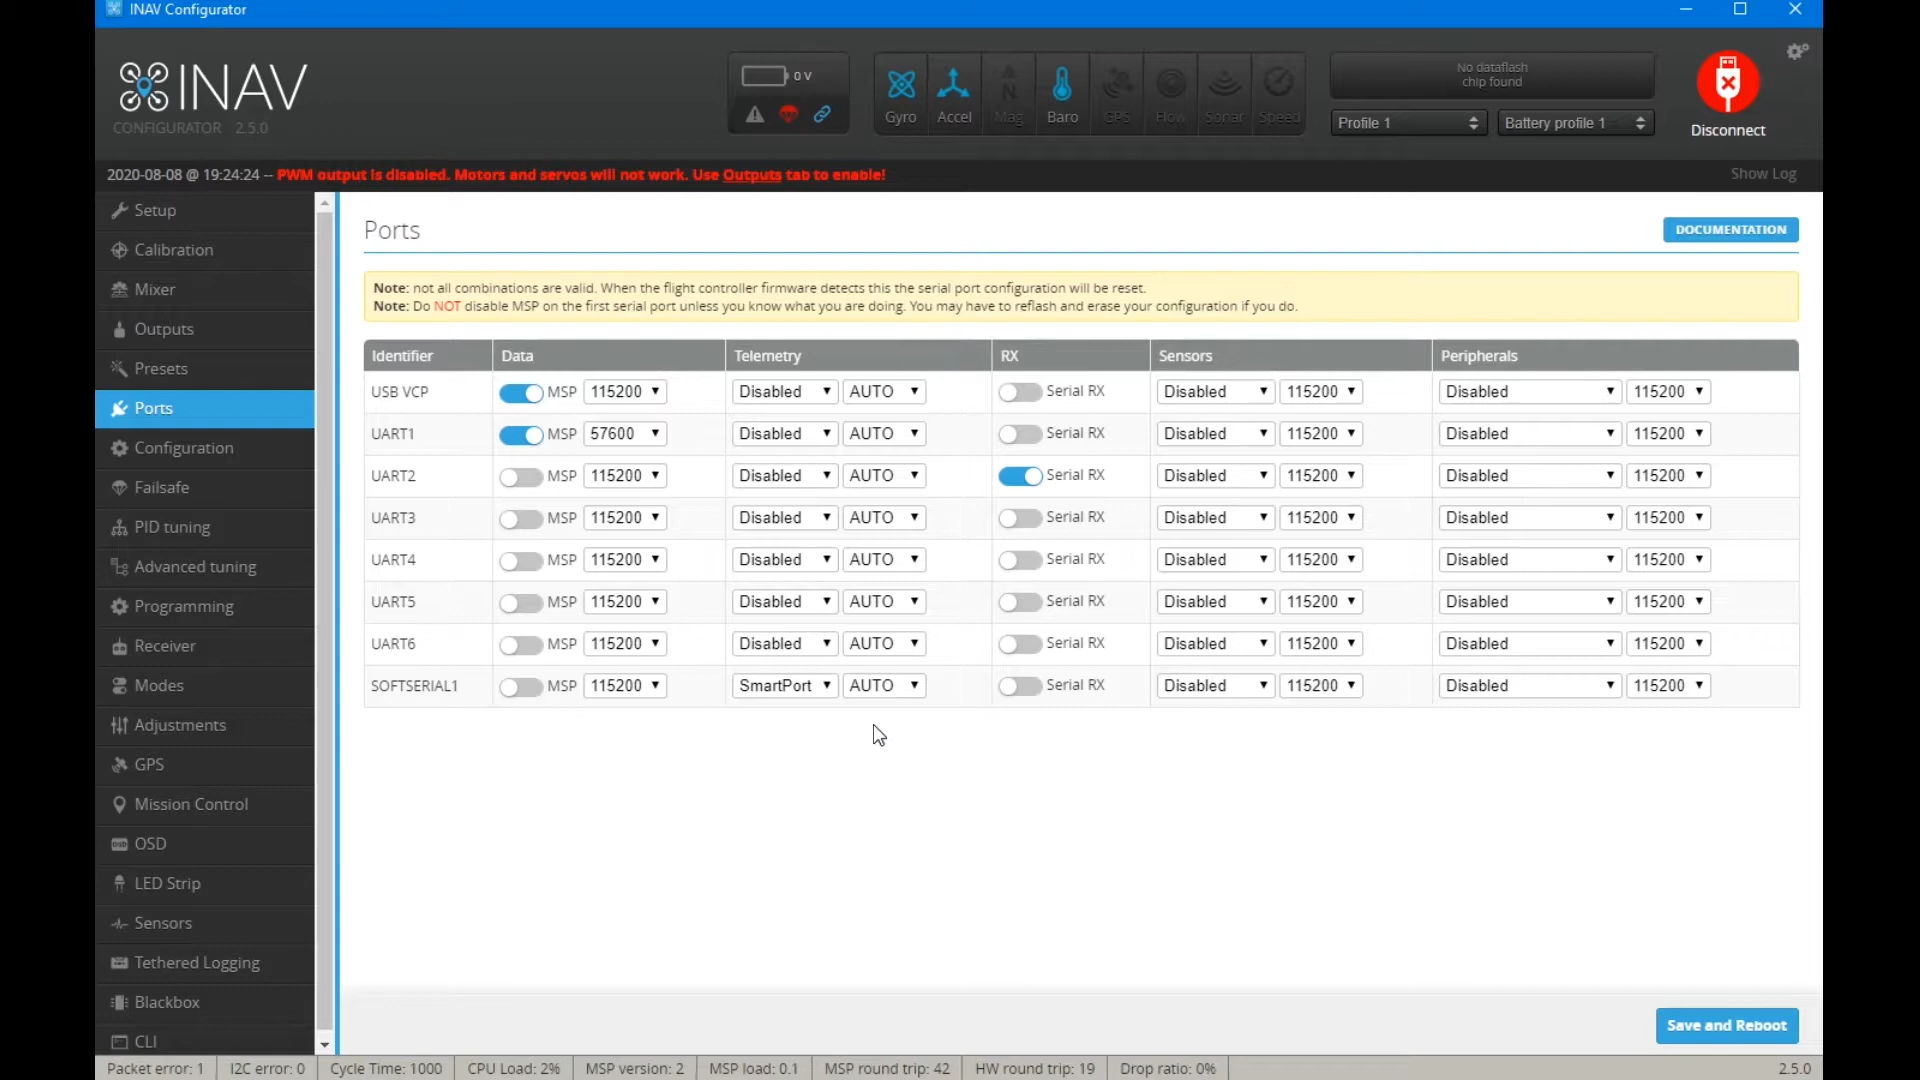 INAV Configurator
INAV
CONFIGURATOR 2.5.0
0 V
Gyro Accel Mag Baro GPS Flow Sonar Speed
No dataflash
chip found
Profile 1 Battery profile 1
Disconnect
2020-08-08 @ 19:24:24 -- PWM output is disabled. Motors and servos will not work. Use Outputs tab to enable!
Show Log
Setup
Calibration
Mixer
Outputs
Presets
Ports
Configuration
Failsafe
PID tuning
Advanced tuning
Programming
Receiver
Modes
Adjustments
GPS
Mission Control
OSD
LED Strip
Sensors
Tethered Logging
Blackbox
CLI
Ports
DOCUMENTATION
Note: not all combinations are valid. When the flight controller firmware detects this the serial port configuration will be reset.
Note: Do NOT disable MSP on the first serial port unless you know what you are doing. You may have to reflash and erase your configuration if you do.
Identifier Data Telemetry RX Sensors Peripherals
USB VCP MSP 115200 Disabled AUTO Serial RX Disabled 115200 Disabled 115200
UART1 MSP 57600 Disabled AUTO Serial RX Disabled 115200 Disabled 115200
UART2 MSP 115200 Disabled AUTO Serial RX Disabled 115200 Disabled 115200
UART3 MSP 115200 Disabled AUTO Serial RX Disabled 115200 Disabled 115200
UART4 MSP 115200 Disabled AUTO Serial RX Disabled 115200 Disabled 115200
UART5 MSP 115200 Disabled AUTO Serial RX Disabled 115200 Disabled 115200
UART6 MSP 115200 Disabled AUTO Serial RX Disabled 115200 Disabled 115200
SOFTSERIAL1 MSP 115200 SmartPort AUTO Serial RX Disabled 115200 Disabled 115200
Save and Reboot
Packet error: 1 I2C error: 0 Cycle Time: 1000 CPU Load: 2% MSP version: 2 MSP load: 0.1 MSP round trip: 42 HW round trip: 19 Drop ratio: 0% 2.5.0